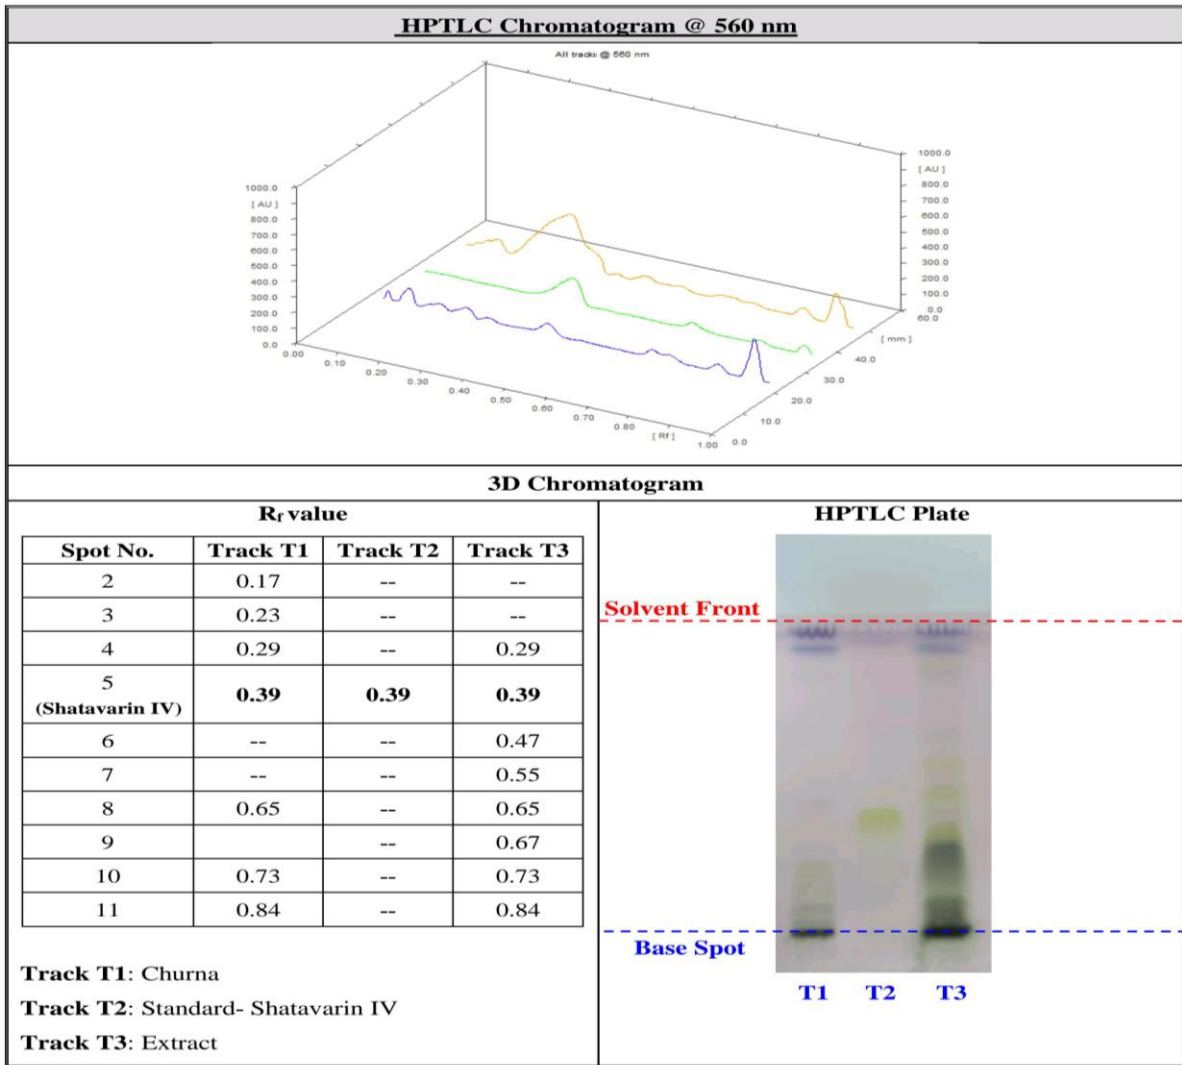 HPTLC Chromatogram @ 560 nm
All tracks @ 560 nm
1000.0
[ AU ]
800.0
700.0
600.0
500.0
400.0
300.0
200.0
100.0
0.0
0.00
0.10
0.20
0.30
0.40
0.50
0.60
0.70
0.80
[ Rf ]
1.00
1000.0
[ AU ]
800.0
700.0
600.0
500.0
400.0
300.0
200.0
100.0
0.0
60.0
[ mm ]
40.0
30.0
20.0
10.0
0.0
3D Chromatogram
Rf value
Spot No. Track T1 Track T2 Track T3
2 0.17 -- --
3 0.23 -- --
4 0.29 -- 0.29
5
(Shatavarin IV) 0.39 0.39 0.39
6 -- -- 0.47
7 -- -- 0.55
8 0.65 -- 0.65
9 -- 0.67
10 0.73 -- 0.73
11 0.84 -- 0.84
Track T1: Churna
Track T2: Standard- Shatavarin IV
Track T3: Extract
HPTLC Plate
Solvent Front
Base Spot
T1 T2 T3